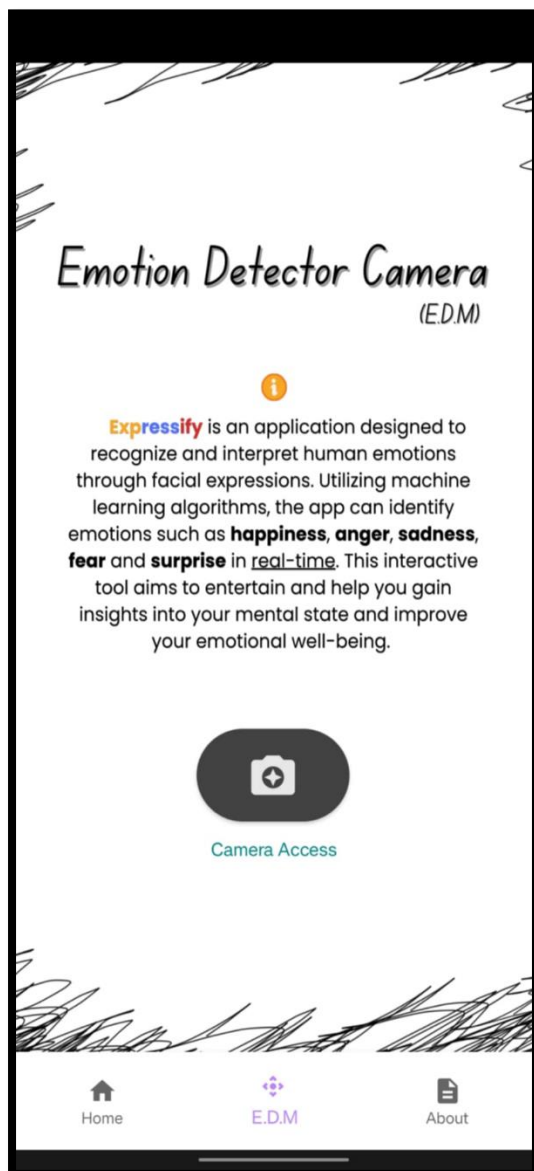 Emotion Detector Camera
(E.D.M)
i
Expressify is an application designed to
recognize and interpret human emotions
through facial expressions. Utilizing machine
learning algorithms, the app can identify
emotions such as happiness, anger, sadness,
fear and surprise in real-time. This interactive
tool aims to entertain and help you gain
insights into your mental state and improve
your emotional well-being.
Camera Access
Home
E.D.M
About